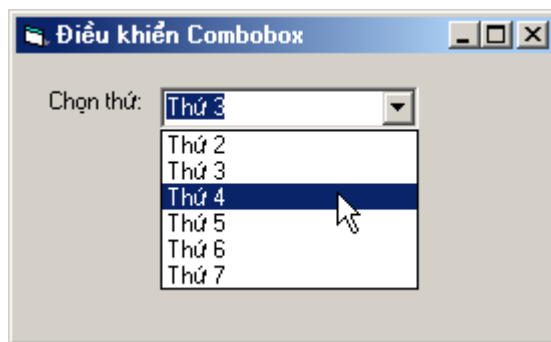 Điều khiển Combobox
Chọn thứ: Thứ 3
Thứ 2
Thứ 3
Thứ 4
Thứ 5
Thứ 6
Thứ 7